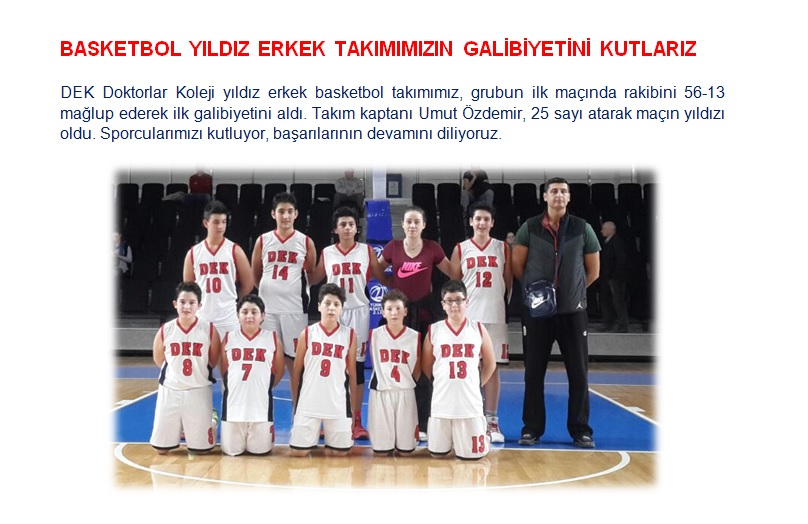 BASKETBOL YILDIZ ERKEK TAKIMIMIZIN GALİBİYETİNİ KUTLARIZ
DEK Doktorlar Koleji yıldız erkek basketbol takımımız, grubun ilk maçında rakibini 56-13
mağlup ederek ilk galibiyetini aldı. Takım kaptanı Umut Özdemir, 25 sayı atarak maçın yıldızı
oldu. Sporcularımızı kutluyor, başarılarının devamını diliyoruz.
DEK 10
DEK 14
DEK 11
NIKE
DEK 12
DEK 8
DEK 7
DEK 9
DEK 4
DEK 13
8
13